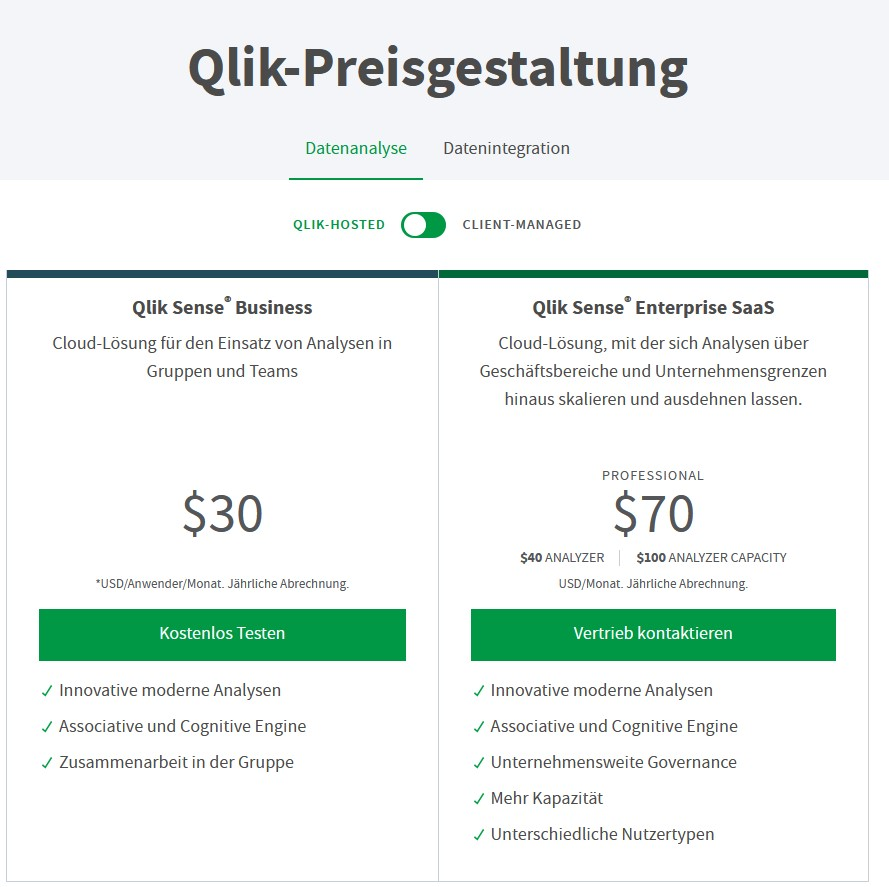 Qlik-Preisgestaltung
Datenanalyse Datenintegration
QLIK-HOSTED CLIENT-MANAGED
Qlik Sense® Business
Cloud-Lösung für den Einsatz von Analysen in
Gruppen und Teams
$30
*USD/Anwender/Monat. Jährliche Abrechnung.
Kostenlos Testen
✓ Innovative moderne Analysen
✓ Associative und Cognitive Engine
✓ Zusammenarbeit in der Gruppe
Qlik Sense® Enterprise SaaS
Cloud-Lösung, mit der sich Analysen über
Geschäftsbereiche und Unternehmensgrenzen
hinaus skalieren und ausdehnen lassen.
PROFESSIONAL
$70
$40 ANALYZER | $100 ANALYZER CAPACITY
USD/Monat. Jährliche Abrechnung.
Vertrieb kontaktieren
✓ Innovative moderne Analysen
✓ Associative und Cognitive Engine
✓ Unternehmensweite Governance
✓ Mehr Kapazität
✓ Unterschiedliche Nutzertypen